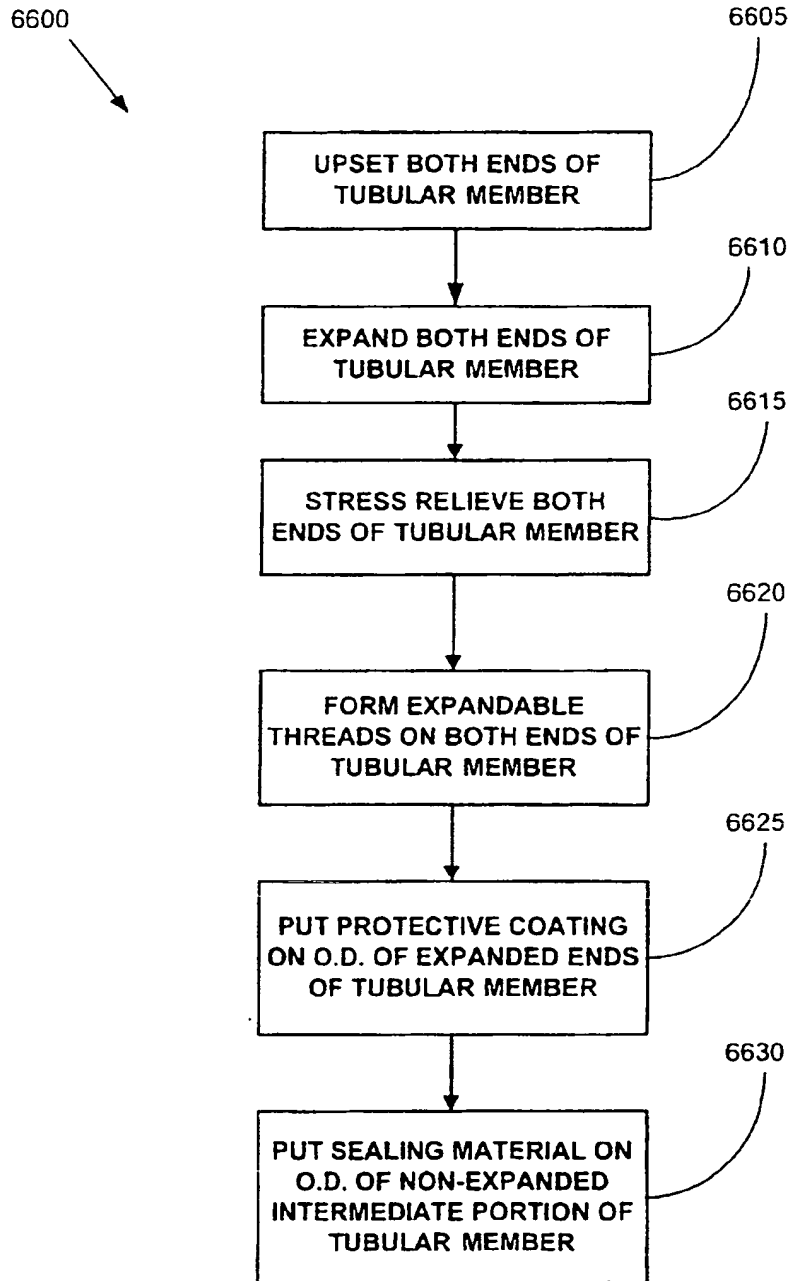 6600
6605
UPSET BOTH ENDS OF
TUBULAR MEMBER
6610
EXPAND BOTH ENDS OF
TUBULAR MEMBER
6615
STRESS RELIEVE BOTH
ENDS OF TUBULAR MEMBER
6620
FORM EXPANDABLE
THREADS ON BOTH ENDS OF
TUBULAR MEMBER
6625
PUT PROTECTIVE COATING
ON O.D. OF EXPANDED ENDS
OF TUBULAR MEMBER
6630
PUT SEALING MATERIAL ON
O.D. OF NON-EXPANDED
INTERMEDIATE PORTION OF
TUBULAR MEMBER